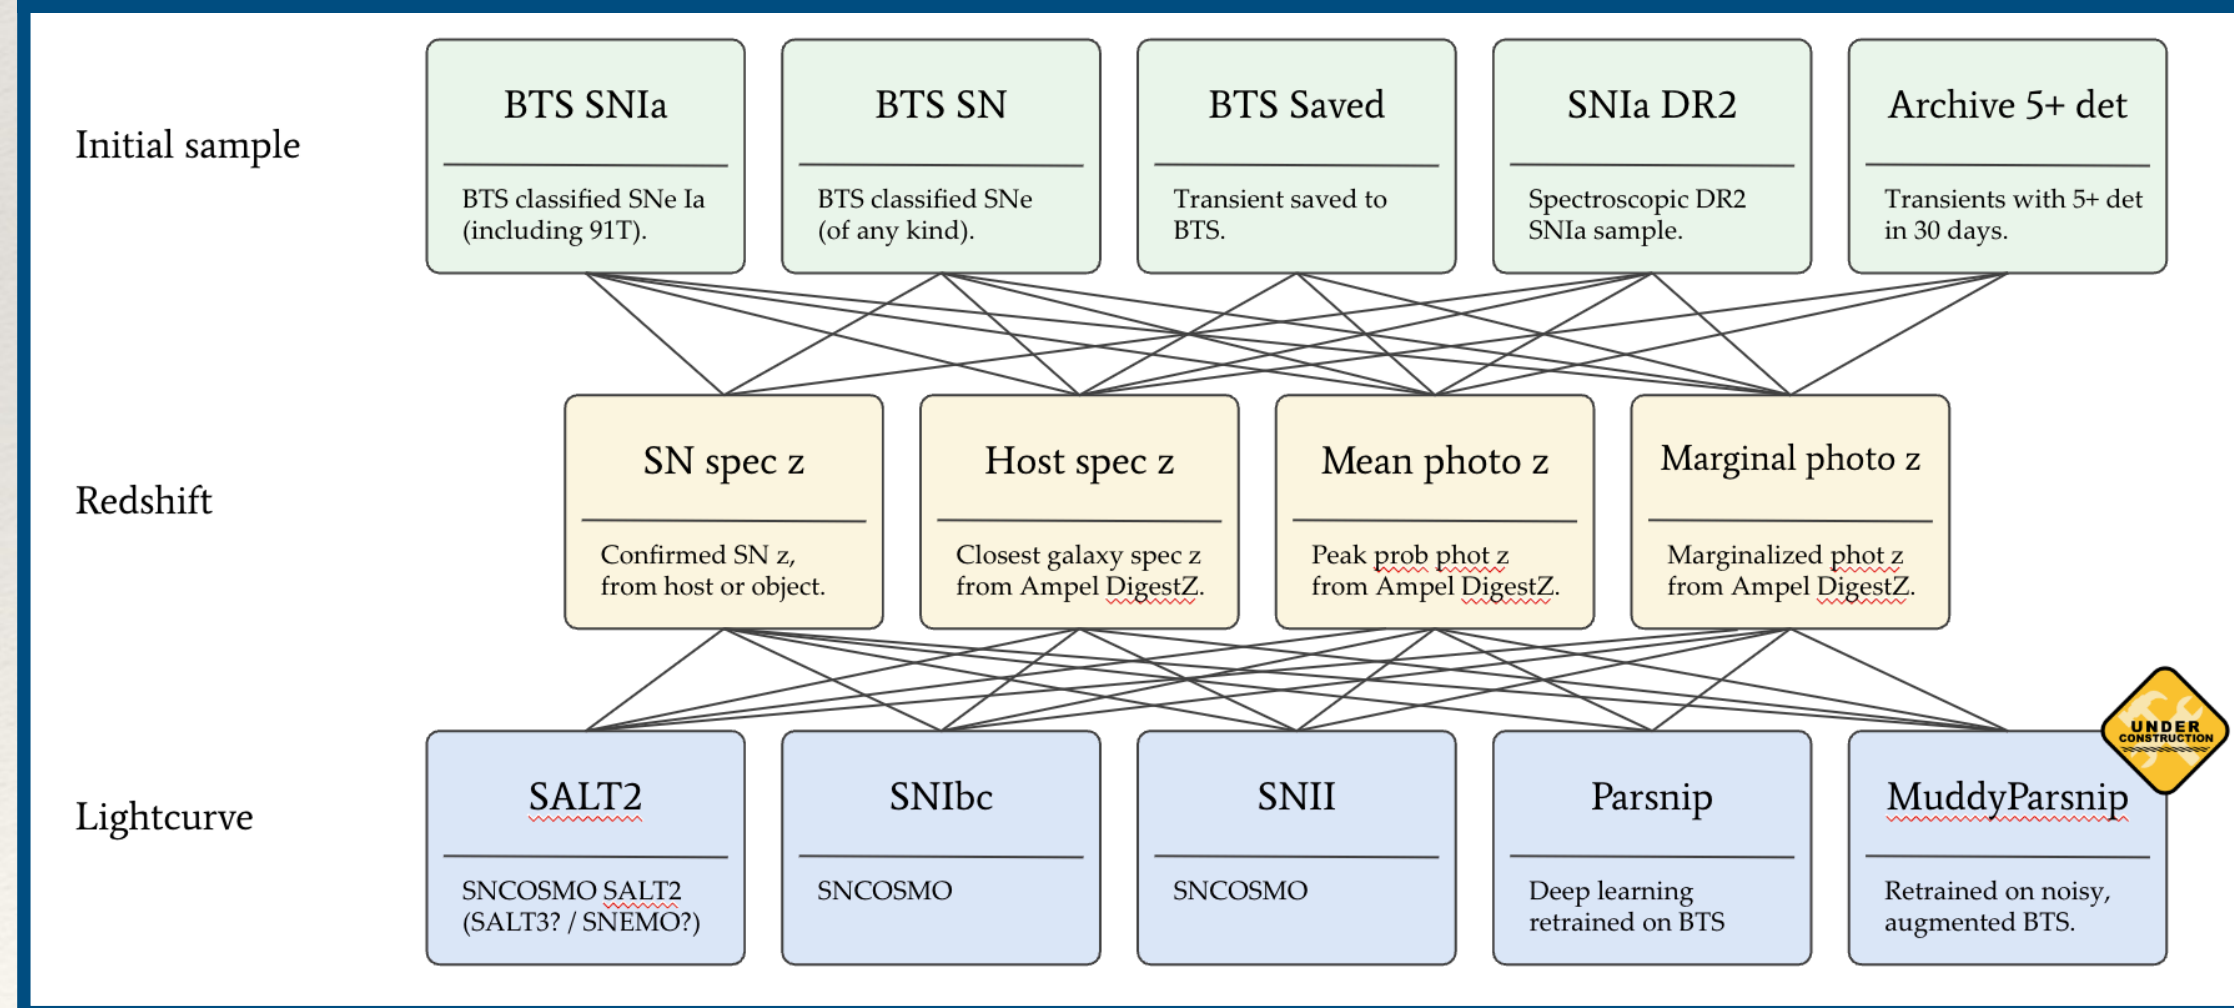 Initial sample
BTS SNIa
BTS classified SNe Ia
(including 91T).
BTS SN
BTS classified SNe
(of any kind).
BTS Saved
Transient saved to
BTS.
SNIa DR2
Spectroscopic DR2
SNIa sample.
Archive 5+ det
Transients with 5+ det
in 30 days.
Redshift
SN spec z
Confirmed SN z,
from host or object.
Host spec z
Closest galaxy spec z
from Ampel DigestZ.
Mean photo z
Peak prob phot z
from Ampel DigestZ.
Marginal photo z
Marginalized phot z
from Ampel DigestZ.
Lightcurve
SALT2
SNCOSMO SALT2
(SALT3? / SNEMO?)
SNIbc
SNCOSMO
SNII
SNCOSMO
Parsnip
Deep learning
retrained on BTS
MuddyParsnip
Retrained on noisy,
augmented BTS.
UNDER
CONSTRUCTION